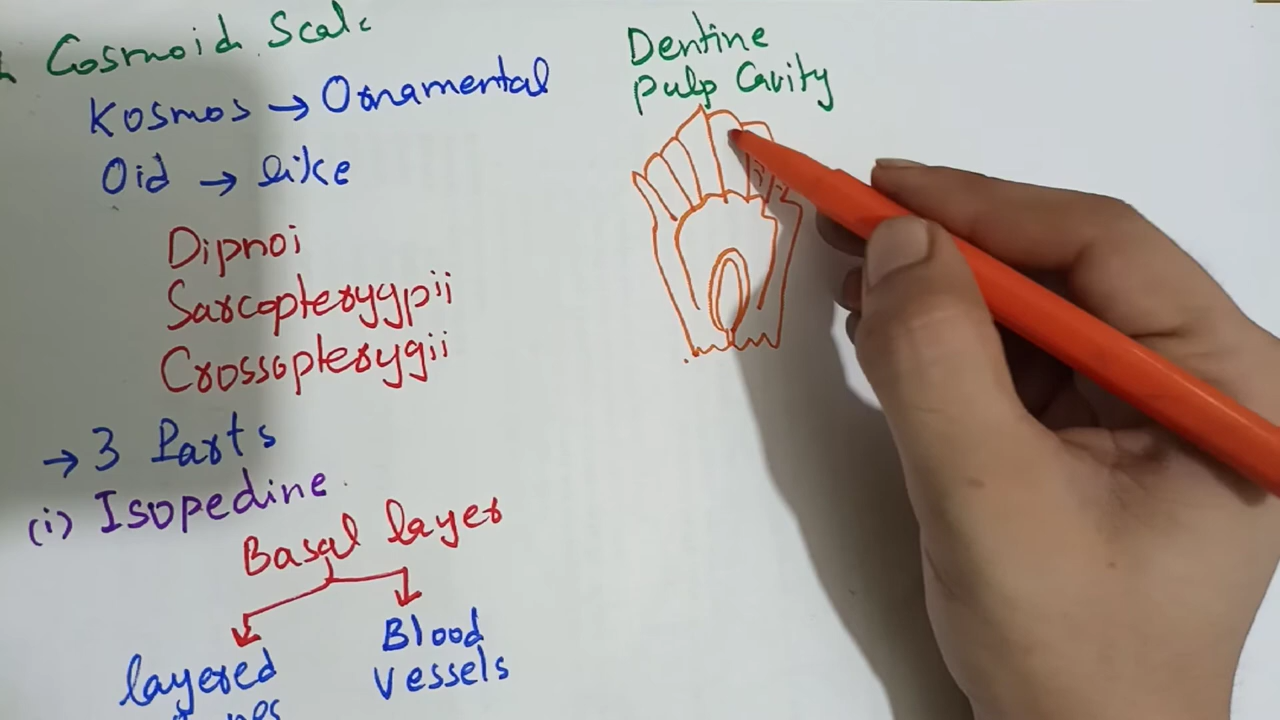 Cosmoid Scale
Kosmos → Ornamental
Oid → like
Dipnoi
Sarcopterygpii
Crossopterygii
→ 3 Parts
(i) Isopedine
Basal layer
layered
Blood
vessels
Dentine
Pulp Cavity